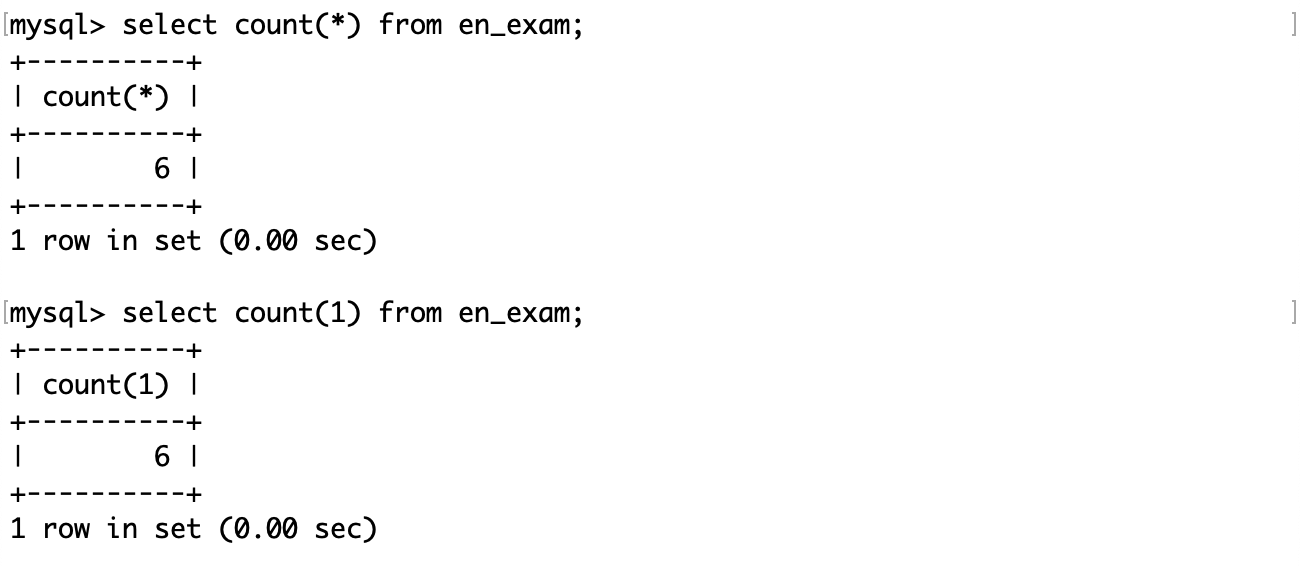 [mysql> select count(*) from en_exam; ]
+----------+
| count(*) |
+----------+
|        6 |
+----------+
1 row in set (0.00 sec)

[mysql> select count(1) from en_exam; ]
+----------+
| count(1) |
+----------+
|        6 |
+----------+
1 row in set (0.00 sec)